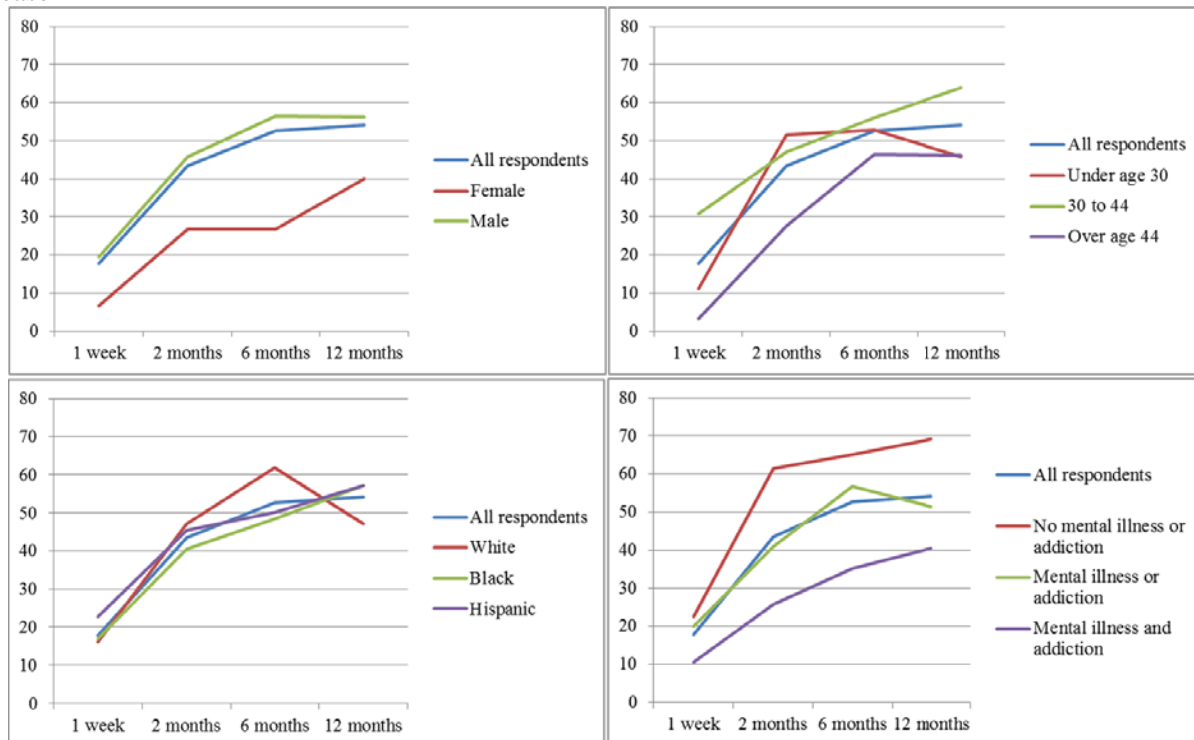 80
70
60
50
40
30
20
10
0
1 week 2 months 6 months 12 months
All respondents
Female
Male
80
70
60
50
40
30
20
10
0
1 week 2 months 6 months 12 months
All respondents
Under age 30
30 to 44
Over age 44
80
70
60
50
40
30
20
10
0
1 week 2 months 6 months 12 months
All respondents
White
Black
Hispanic
80
70
60
50
40
30
20
10
0
1 week 2 months 6 months 12 months
All respondents
No mental illness or
addiction
Mental illness or
addiction
Mental illness and
addiction